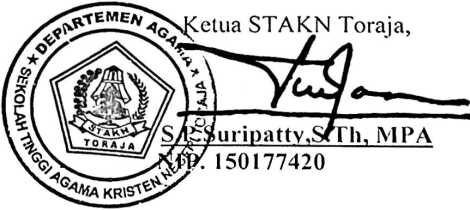 Ketua STAKN Toraja,
DEPARTEMEN AGAMA
SEKOLAH TINGGI AGAMA KRISTEN
STAKN
TORAJA
S.P.Suripatty,S.Th, MPA
NIP. 150177420